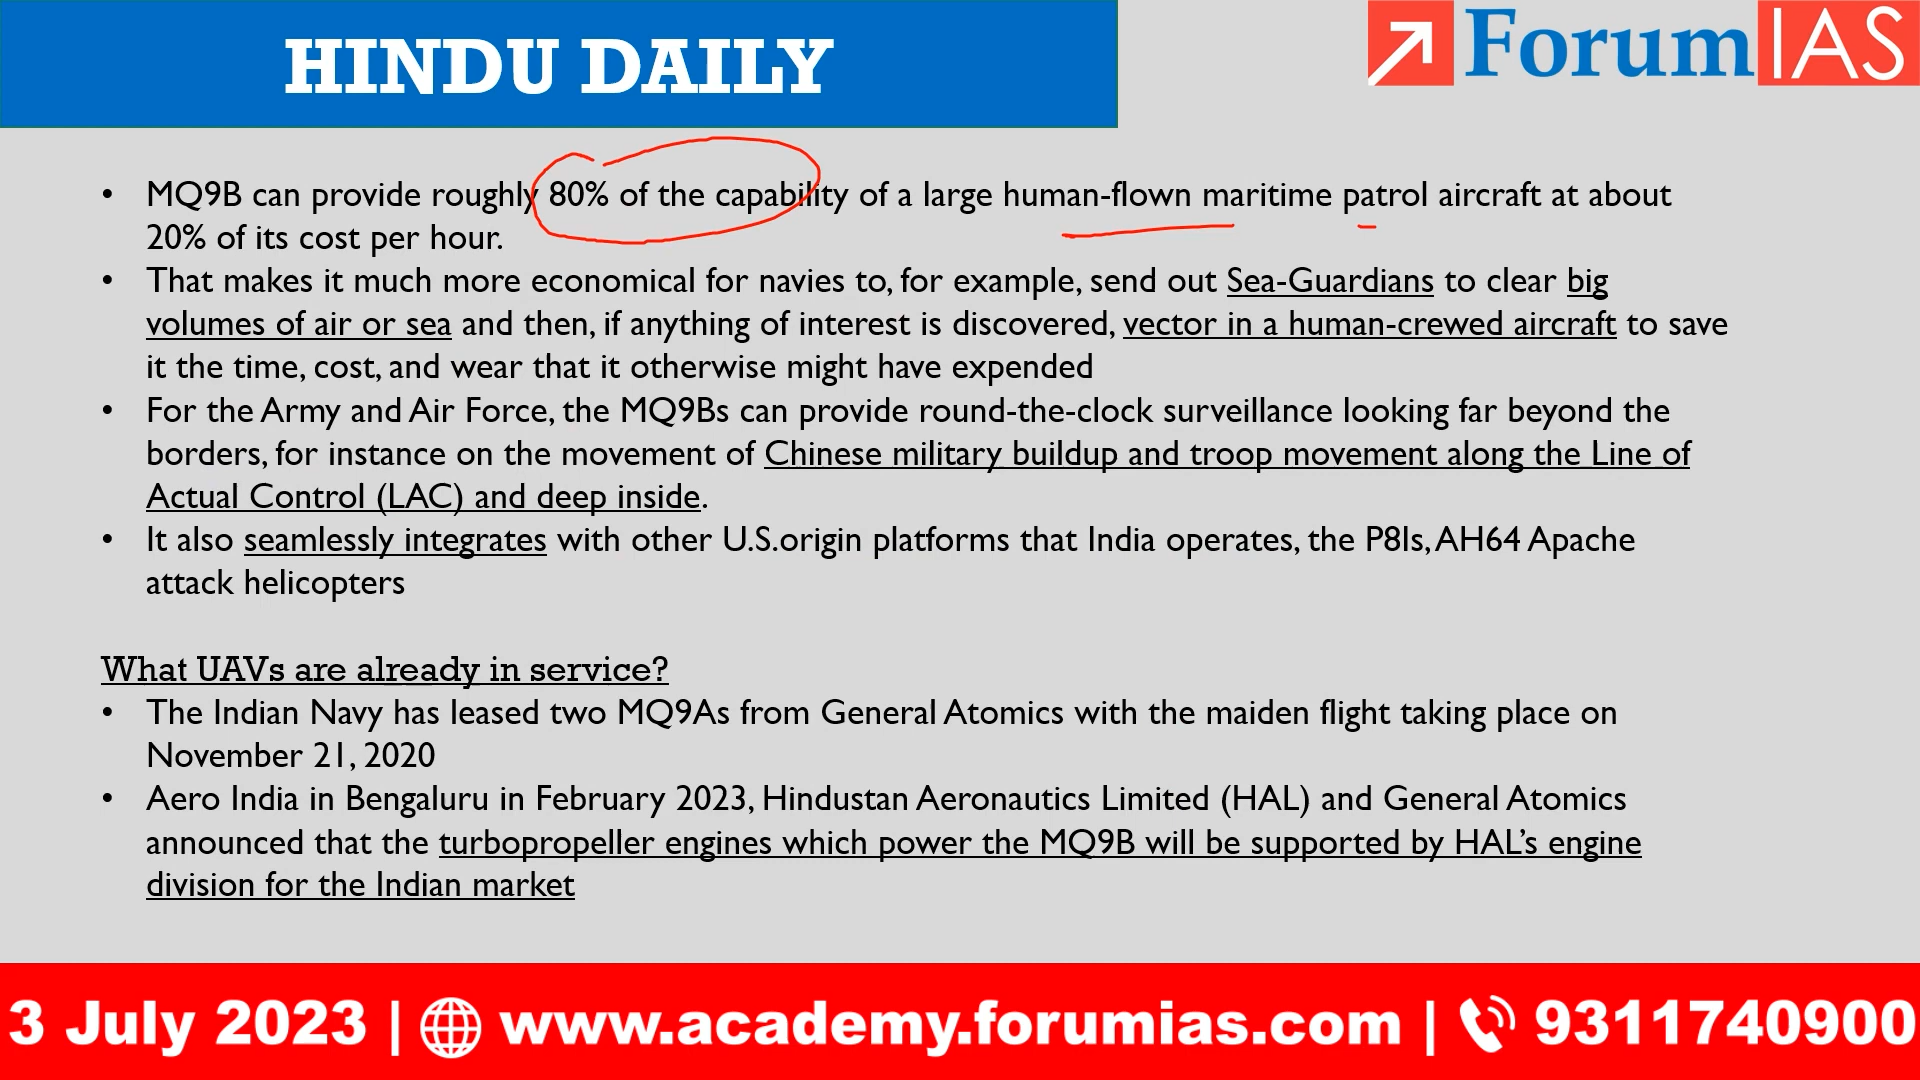 HINDU DAILY
ForumIAS
• MQ9B can provide roughly 80% of the capability of a large human-flown maritime patrol aircraft at about
20% of its cost per hour.
• That makes it much more economical for navies to, for example, send out Sea-Guardians to clear big
volumes of air or sea and then, if anything of interest is discovered, vector in a human-crewed aircraft to save
it the time, cost, and wear that it otherwise might have expended
• For the Army and Air Force, the MQ9Bs can provide round-the-clock surveillance looking far beyond the
borders, for instance on the movement of Chinese military buildup and troop movement along the Line of
Actual Control (LAC) and deep inside.
• It also seamlessly integrates with other U.S.origin platforms that India operates, the P8Is, AH64 Apache
attack helicopters
What UAVs are already in service?
• The Indian Navy has leased two MQ9As from General Atomics with the maiden flight taking place on
November 21, 2020
• Aero India in Bengaluru in February 2023, Hindustan Aeronautics Limited (HAL) and General Atomics
announced that the turbopropeller engines which power the MQ9B will be supported by HAL’s engine
division for the Indian market
3 July 2023 | www.academy.forumias.com | 9311740900